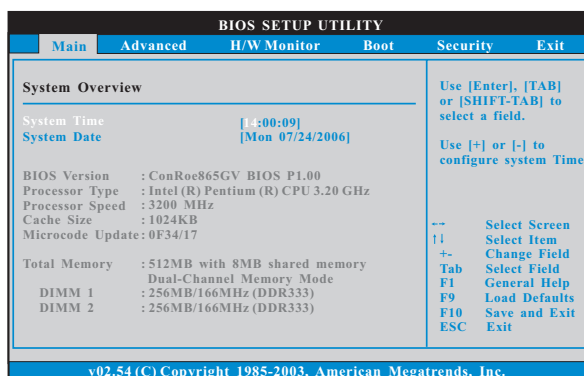 BIOS SETUP UTILITY
Main Advanced H/W Monitor Boot Security Exit
System Overview
System Time [14:00:09]
System Date [Mon 07/24/2006]
BIOS Version : ConRoe865GV BIOS P1.00
Processor Type : Intel (R) Pentium (R) CPU 3.20 GHz
Processor Speed : 3200 MHz
Cache Size : 1024KB
Microcode Update : 0F34/17
Total Memory : 512MB with 8MB shared memory
Dual-Channel Memory Mode
DIMM 1 : 256MB/166MHz (DDR333)
DIMM 2 : 256MB/166MHz (DDR333)
Use [Enter], [TAB]
or [SHIFT-TAB] to
select a field.
Use [+] or [-] to
configure system Time
←→ Select Screen
↑↓ Select Item
+- Change Field
Tab Select Field
F1 General Help
F9 Load Defaults
F10 Save and Exit
ESC Exit
v02.54 (C) Copyright 1985-2003, American Megatrends, Inc.